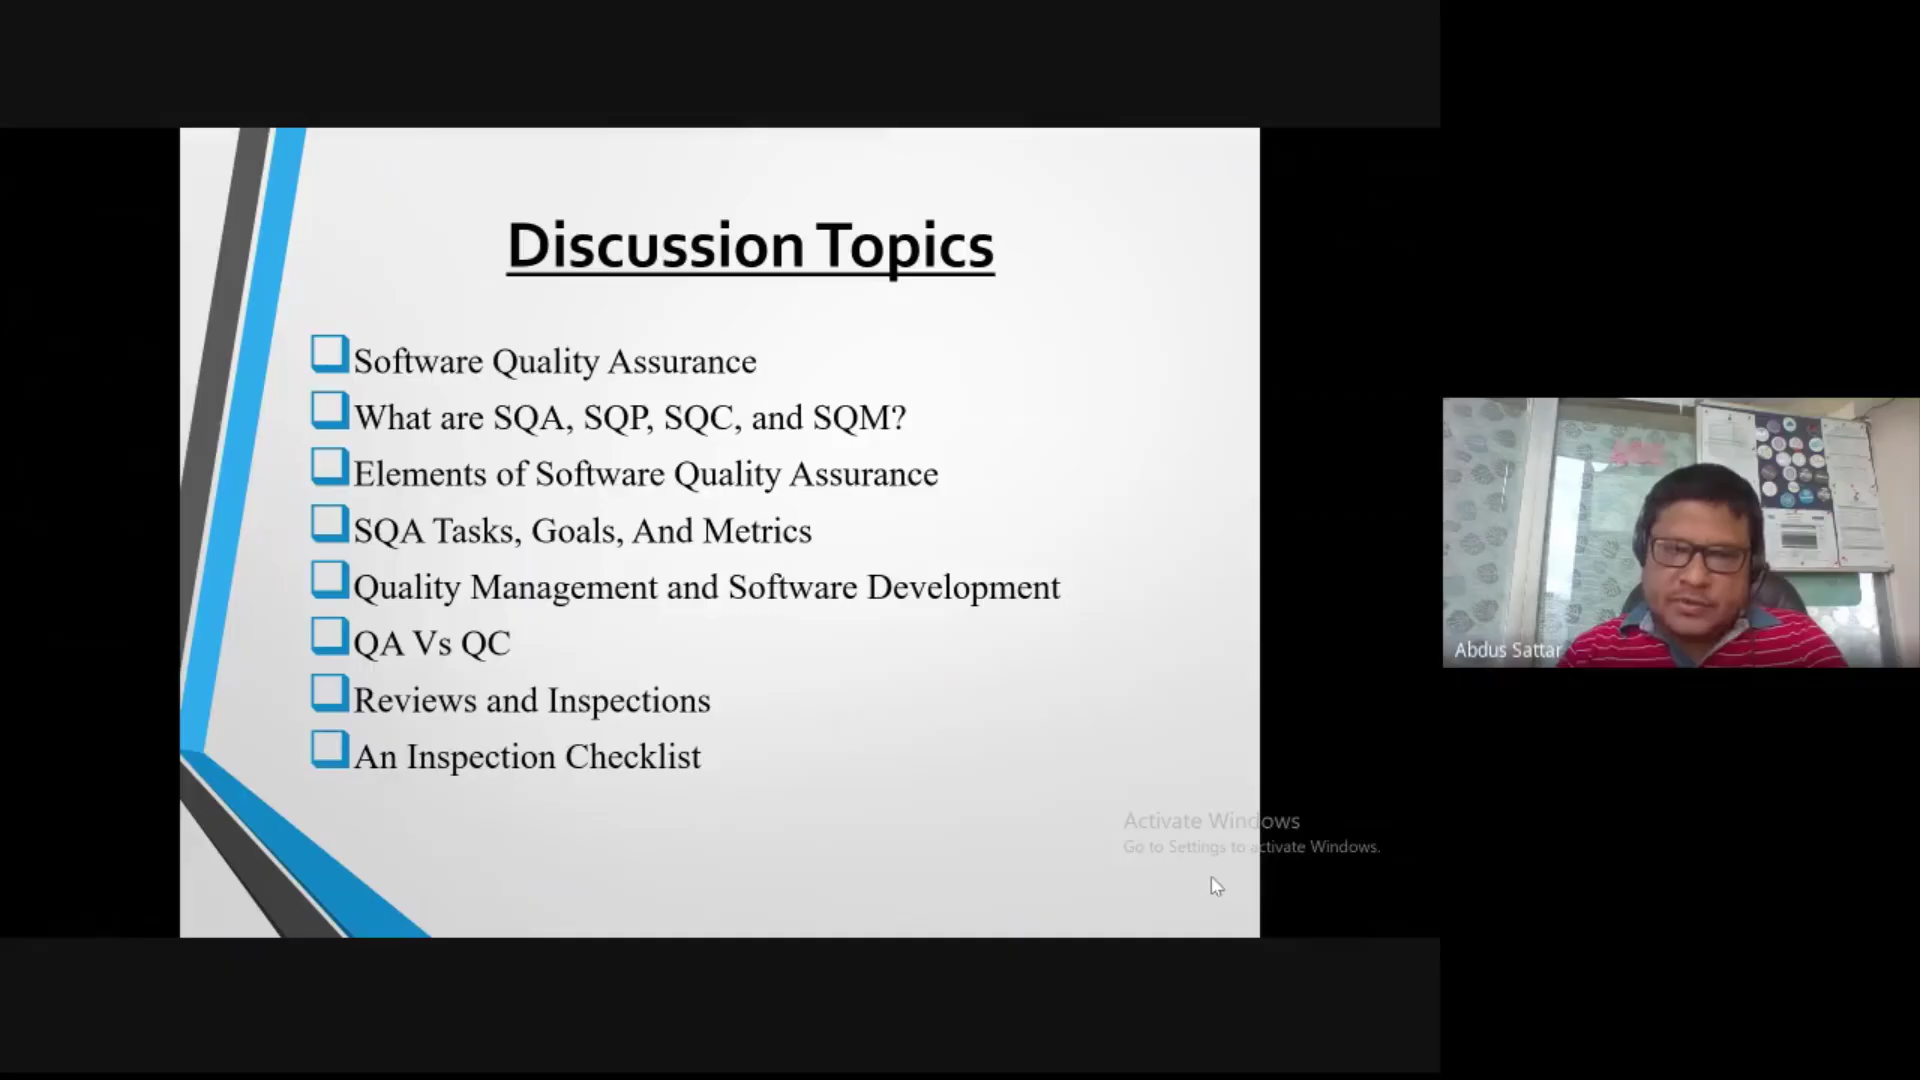 Discussion Topics
Software Quality Assurance
What are SQA, SQP, SQC, and SQM?
Elements of Software Quality Assurance
SQA Tasks, Goals, And Metrics
Quality Management and Software Development
QA Vs QC
Reviews and Inspections
An Inspection Checklist
Activate Windows
Go to Settings to activate Windows.
Abdus Sattar